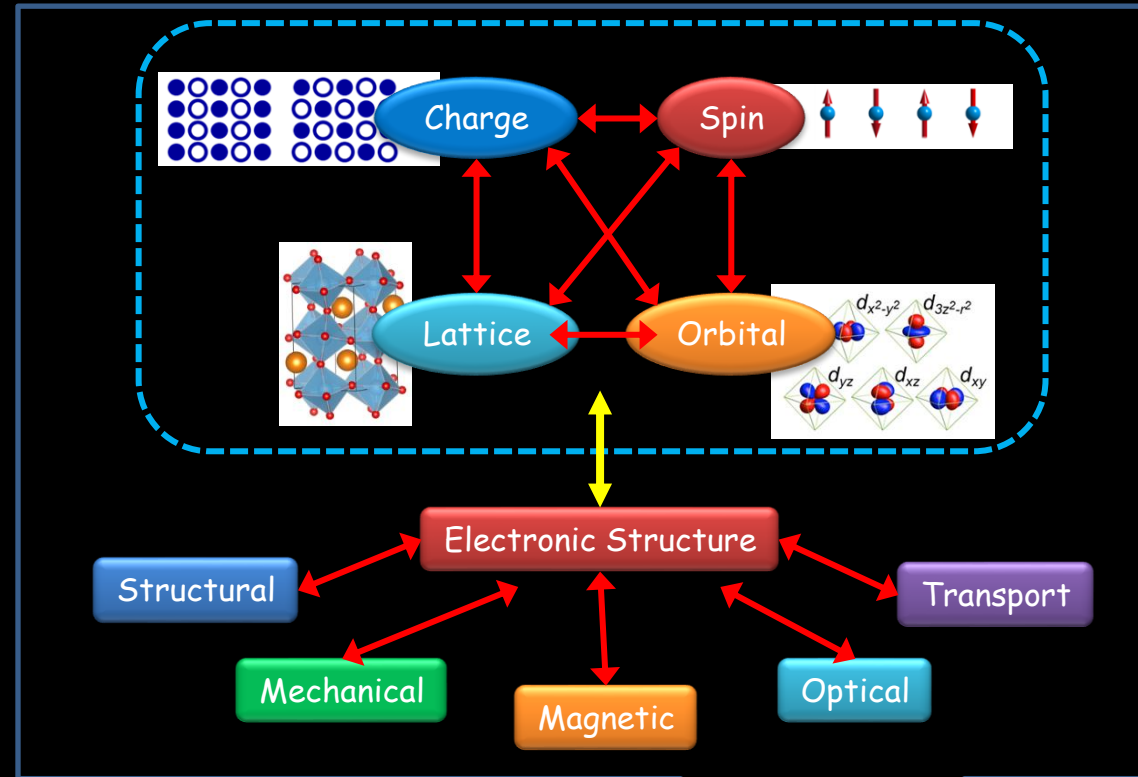 Charge
Spin
Lattice
Orbital
dx²-y²
d3z²-r²
dyz
dxz
dxy
Electronic Structure
Structural
Transport
Mechanical
Optical
Magnetic